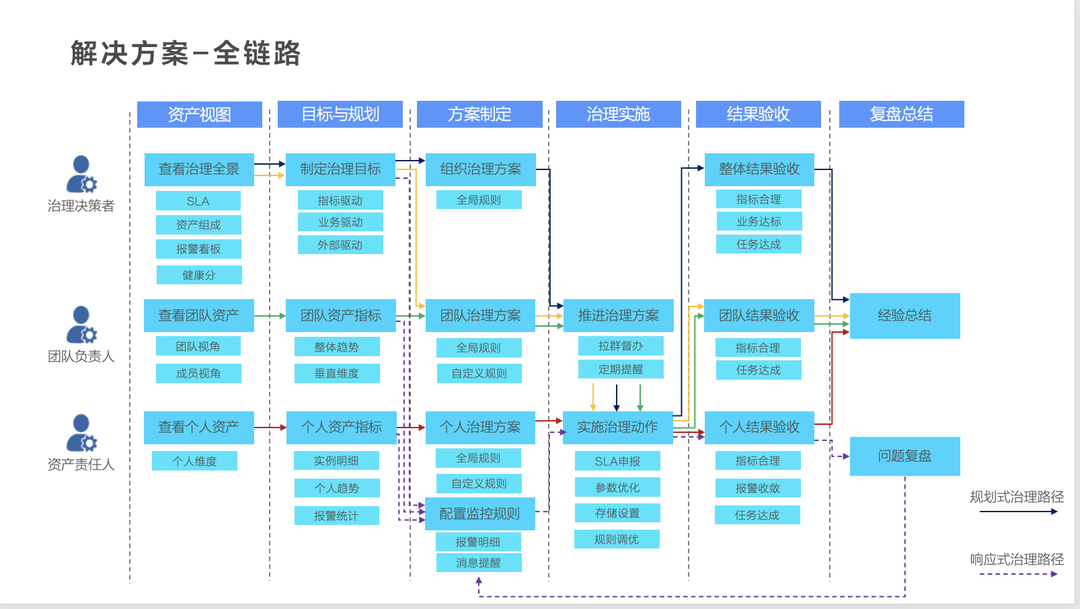 解决方案-全链路
资产视图
目标与规划
方案制定
治理实施
结果验收
复盘总结
治理决策者
查看治理全景
SLA
资产组成
报警看板
健康分
制定治理目标
指标驱动
业务驱动
外部驱动
组织治理方案
全局规则
整体结果验收
指标合理
业务达标
任务达成
团队负责人
查看团队资产
团队视角
成员视角
团队资产指标
整体趋势
垂直维度
团队治理方案
全局规则
自定义规则
推进治理方案
拉群督办
定期提醒
团队结果验收
指标合理
任务达成
经验总结
资产责任人
查看个人资产
个人维度
个人资产指标
实例明细
个人趋势
报警统计
个人治理方案
全局规则
自定义规则
配置监控规则
报警明细
消息提醒
实施治理动作
SLA申报
参数优化
存储设置
规则调优
个人结果验收
指标合理
报警收敛
任务达成
问题复盘
规划式治理路径
响应式治理路径